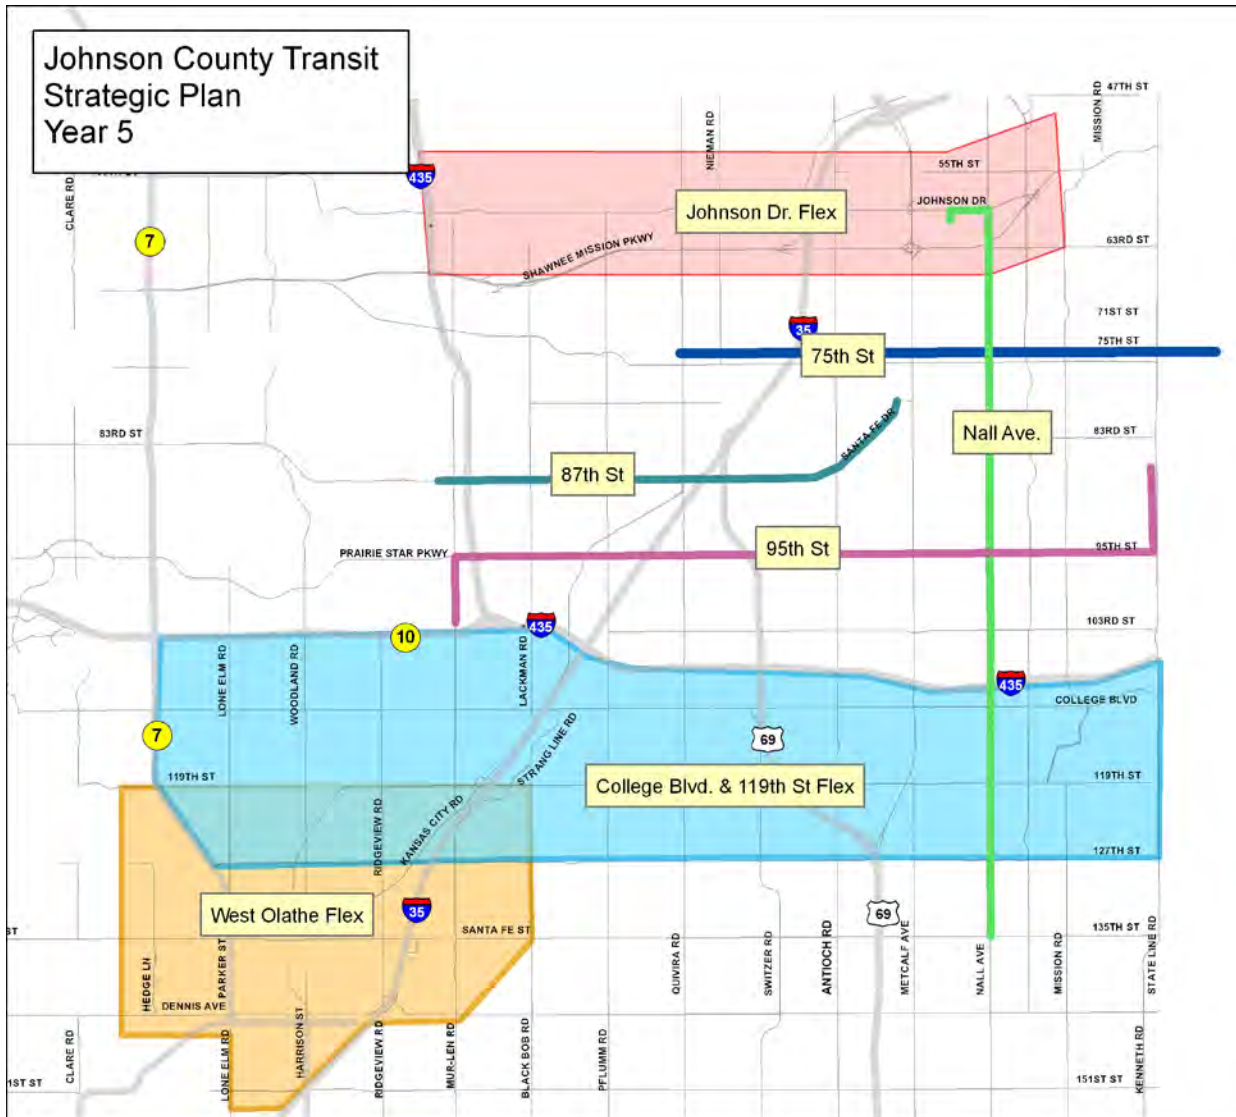 Johnson County Transit
Strategic Plan
Year 5
47TH ST
MISSION RD
NIEMAN RD
55TH ST
435
CLARE RD
JOHNSON DR
Johnson Dr. Flex
7
63RD ST
SHAWNEE MISSION PKWY
71ST ST
35
75TH ST
75th St
SANTA FE DR
83RD ST
Nall Ave.
83RD ST
87th St
PRAIRIE STAR PKWY
95th St
95TH ST
10
435
103RD ST
LONE ELM RD
WOODLAND RD
LACKMAN RD
435
COLLEGE BLVD
7
STRANG LINE RD
69
119TH ST
College Blvd. & 119th St Flex
119TH ST
RIDGEVIEW RD
KANSAS CITY RD
127TH ST
West Olathe Flex
35
69
SANTA FE ST
135TH ST
ST
HEDGE LN
PARKER ST
QUIVIRA RD
SWITZER RD
ANTIOCH RD
METCALF AVE
NALL AVE
MISSION RD
STATE LINE RD
DENNIS AVE
CLARE RD
LONE ELM RD
HARRISON ST
RIDGEVIEW RD
MUR-LEN RD
BLACK BOB RD
PFLUMM RD
KENNETH RD
1ST ST
151ST ST